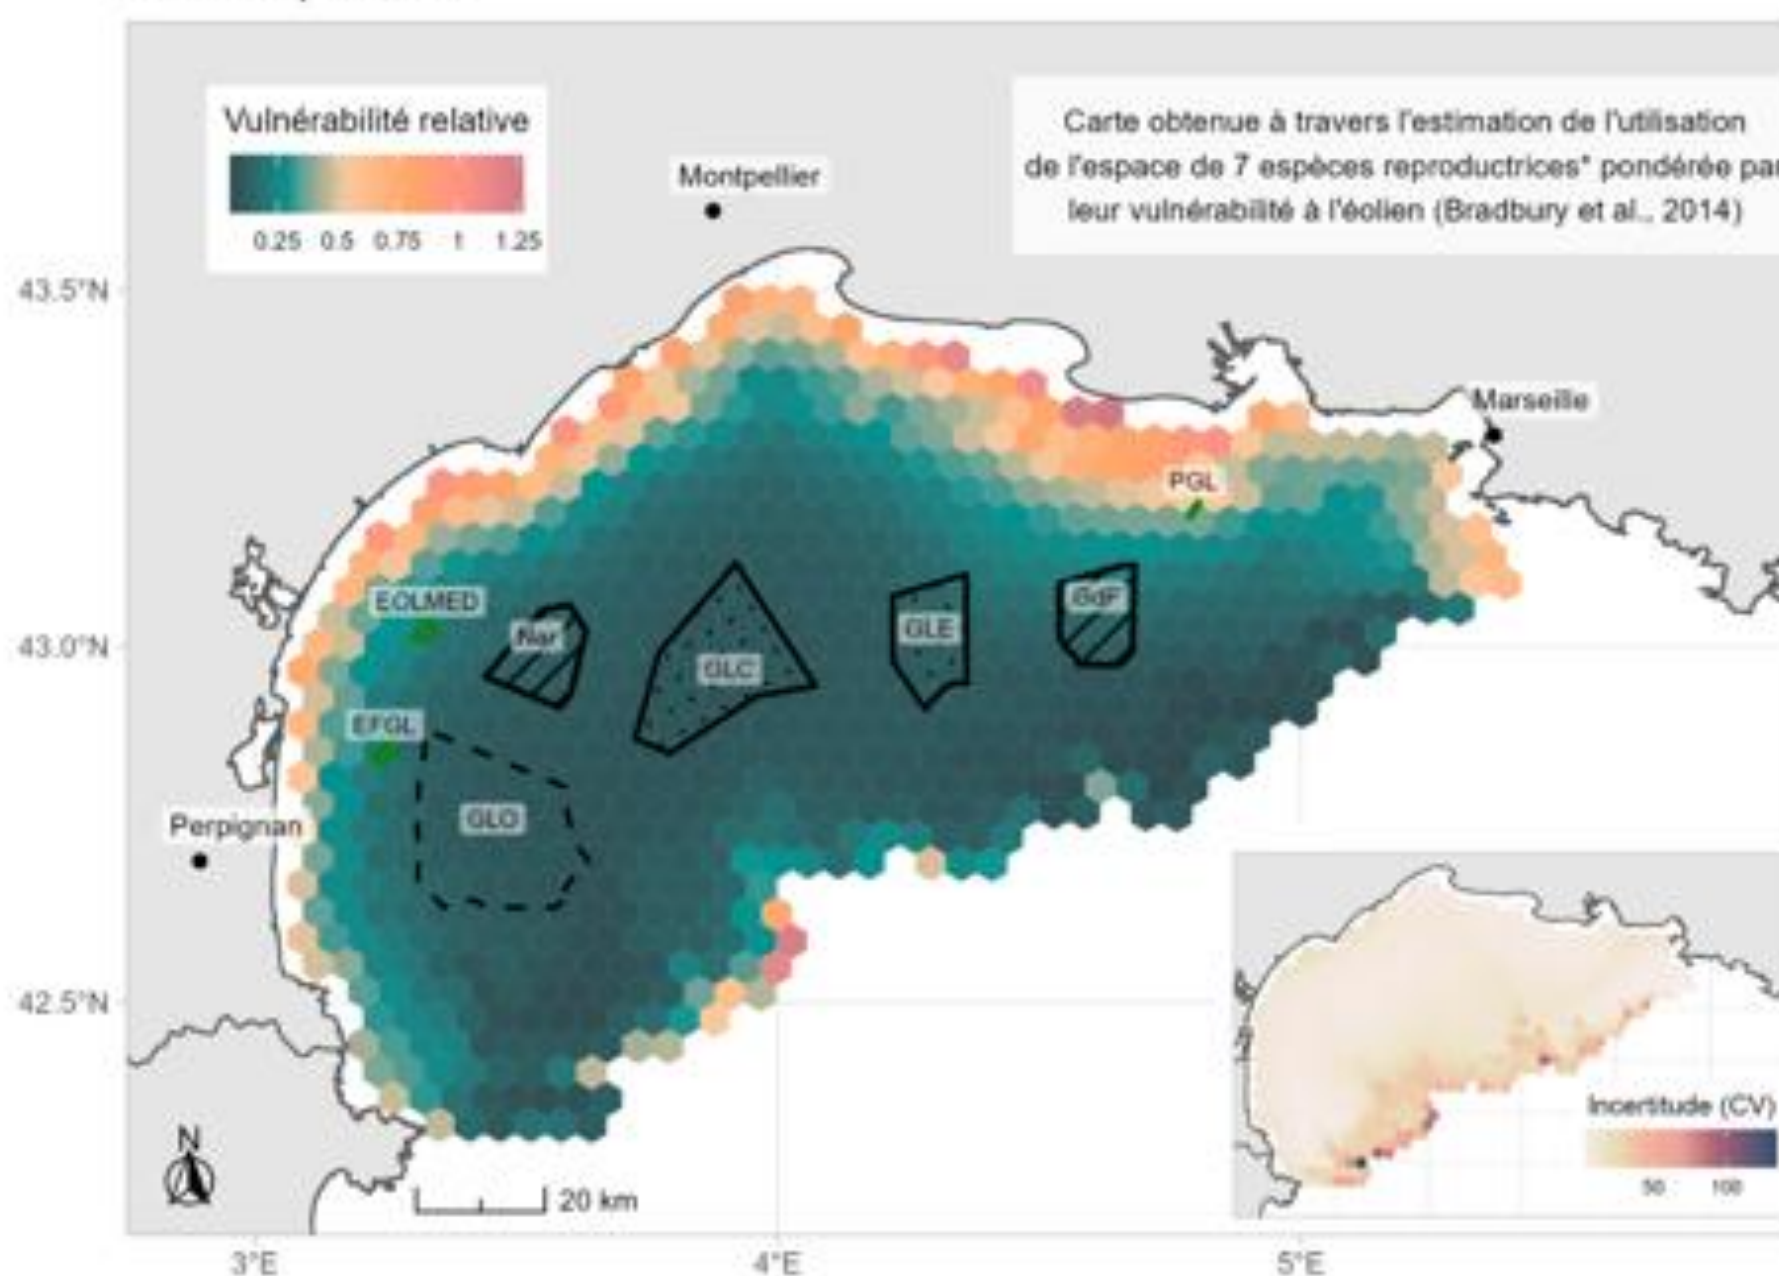 Vulnérabilité relative
0.25 0.5 0.75 1 1.25
Carte obtenue à travers l'estimation de l'utilisation
de l'espace de 7 espèces reproductrices* pondérée par
leur vulnérabilité à l'éolien (Bradbury et al., 2014)
Montpellier
43.5°N
Marseille
PGL
EOLMED
Nar
GLC
GLE
GdF
43.0°N
EFGL
GLO
Perpignan
42.5°N
Incertitude (CV)
50 100
N
20 km
3°E 4°E 5°E